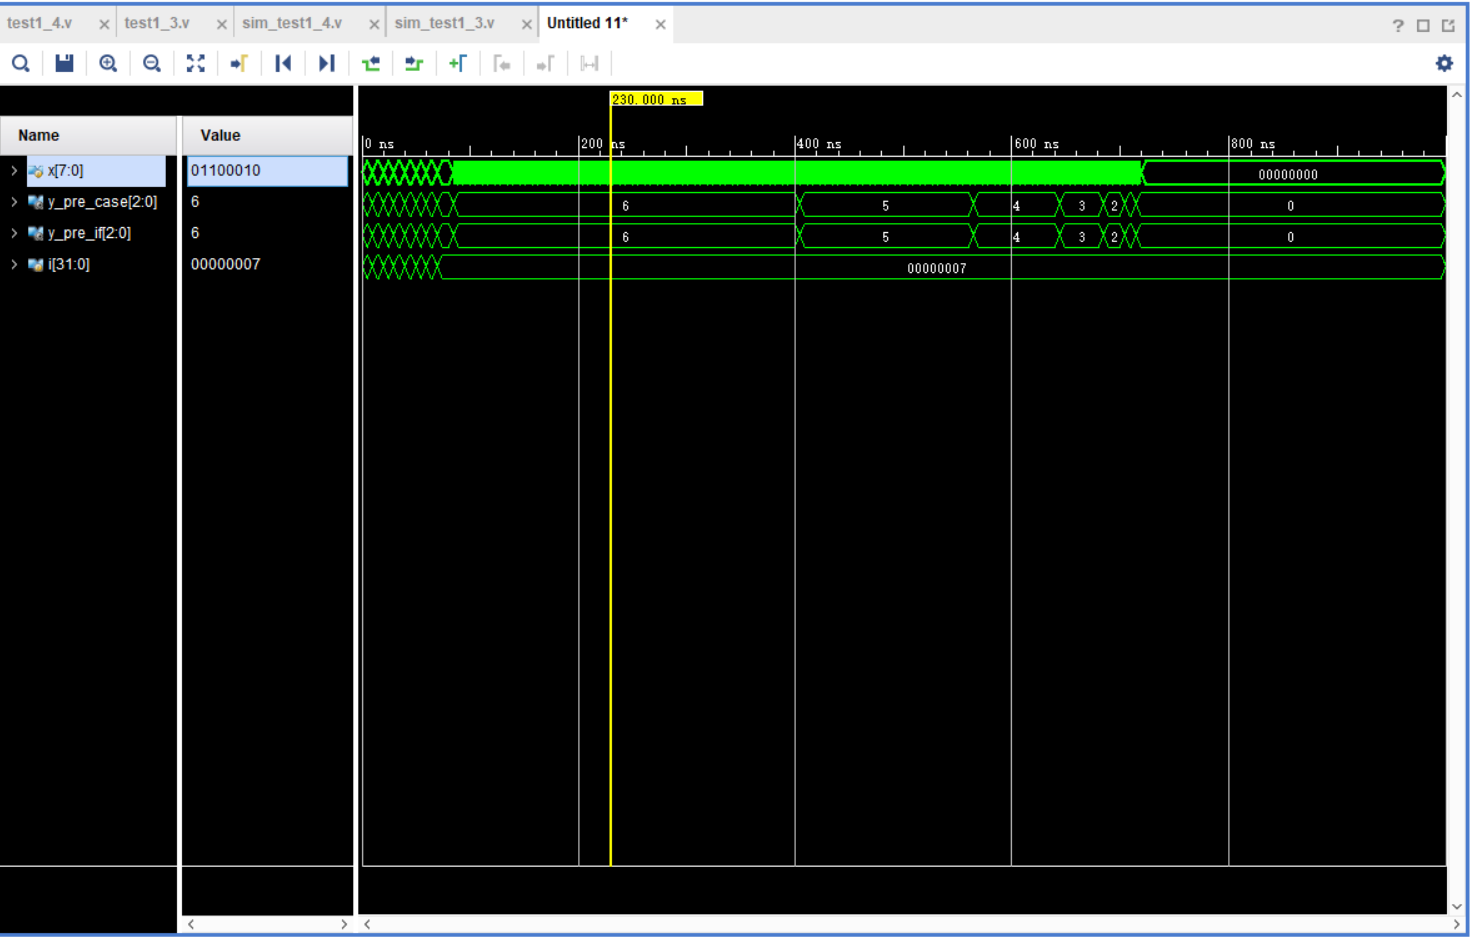 test1_4.v × test1_3.v × sim_test1_4.v × sim_test1_3.v × Untitled 11* ×
230.000 ns
Name Value
0 ns 200 ns 400 ns 600 ns 800 ns
x[7:0] 01100010 00000000
y_pre_case[2:0] 6 6 5 4 3 2 0
y_pre_if[2:0] 6 6 5 4 3 2 0
i[31:0] 00000007 00000007